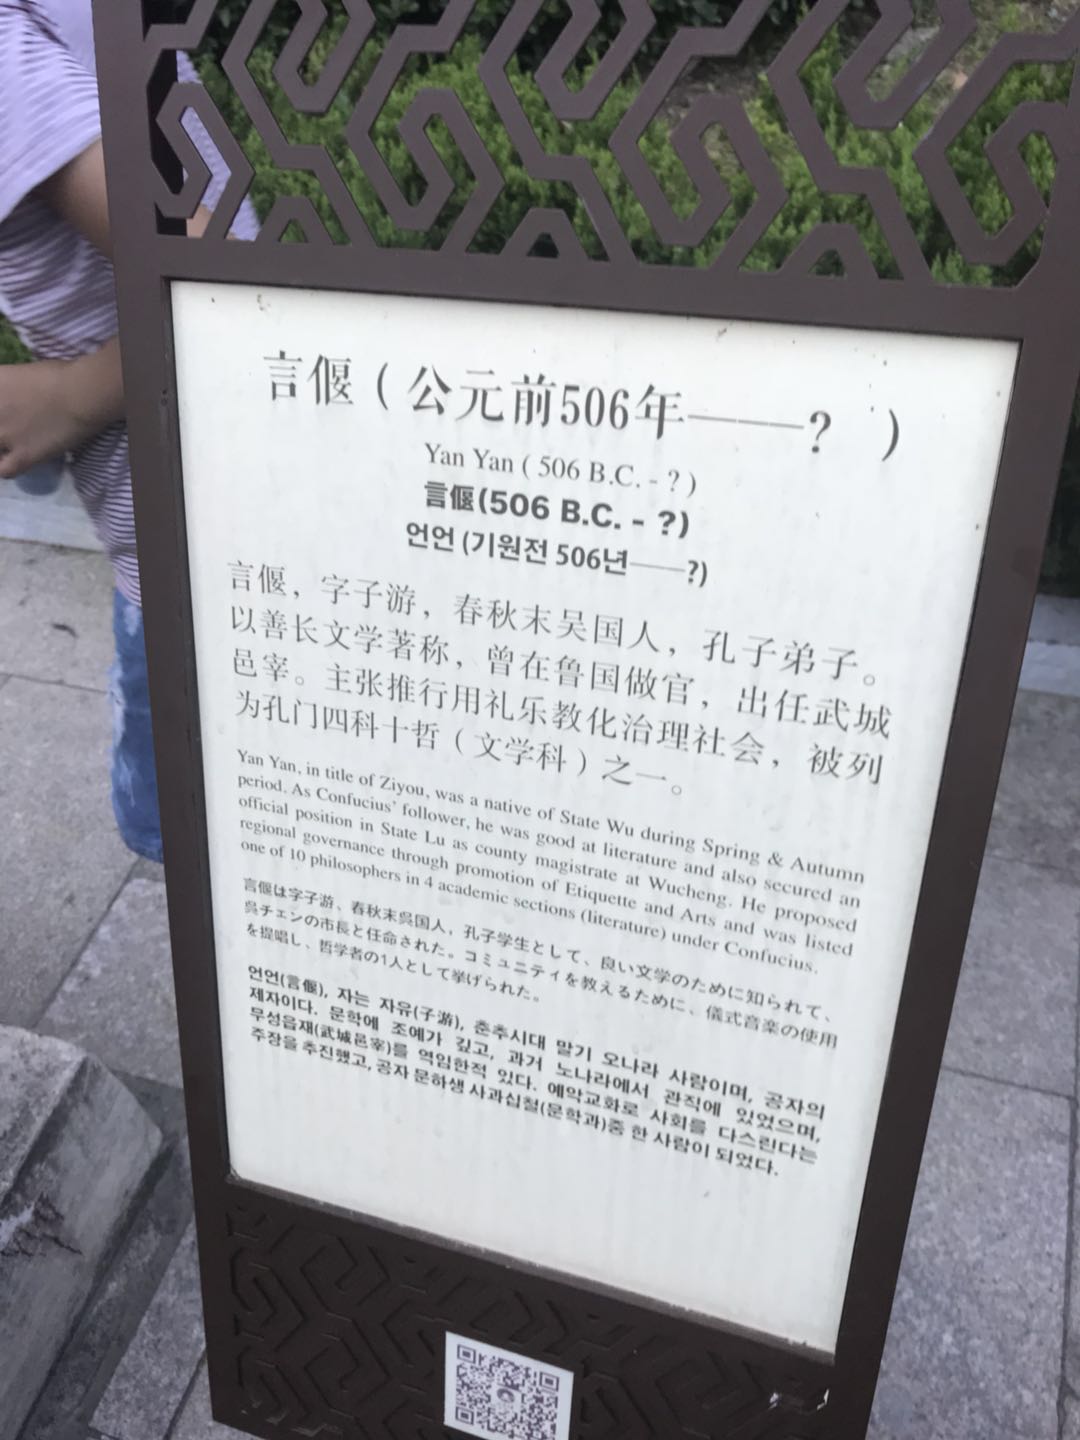 言偃（公元前506年——？）
Yan Yan ( 506 B.C. - ? )
言偃(506 B.C. - ?)
언언 (기원전 506년——?)
言偃，字子游，春秋末吴国人，孔子弟子。
以善长文学著称，曾在鲁国做官，出任武城
邑宰。主张推行用礼乐教化治理社会，被列
为孔门四科十哲（文学科）之一。
Yan Yan, in title of Ziyou, was a native of State Wu during Spring & Autumn
period. As Confucius' follower, he was good at literature and also secured an
official position in State Lu as county magistrate at Wucheng. He proposed
regional governance through promotion of Etiquette and Arts and was listed
one of 10 philosophers in 4 academic sections (literature) under Confucius.
言偃は字子游、春秋末呉国人，孔子学生として、良い文学のために知られて、
呉チェンの市長と任命された。コミュニティを教えるために、儀式音楽の使用
を提唱し、哲学者の1人として挙げられた。
언언(言偃), 자는 자유(子游), 춘추시대 말기 오나라 사람이며, 공자의
제자이다. 문학에 조예가 깊고, 과거 노나라에서 관직에 있었으며,
무성읍재(武城邑宰)를 역임한적 있다. 예악교화로 사회를 다스린다는
주장을 추진했고, 공자 문하생 사과십철(문학과)중 한 사람이 되었다.